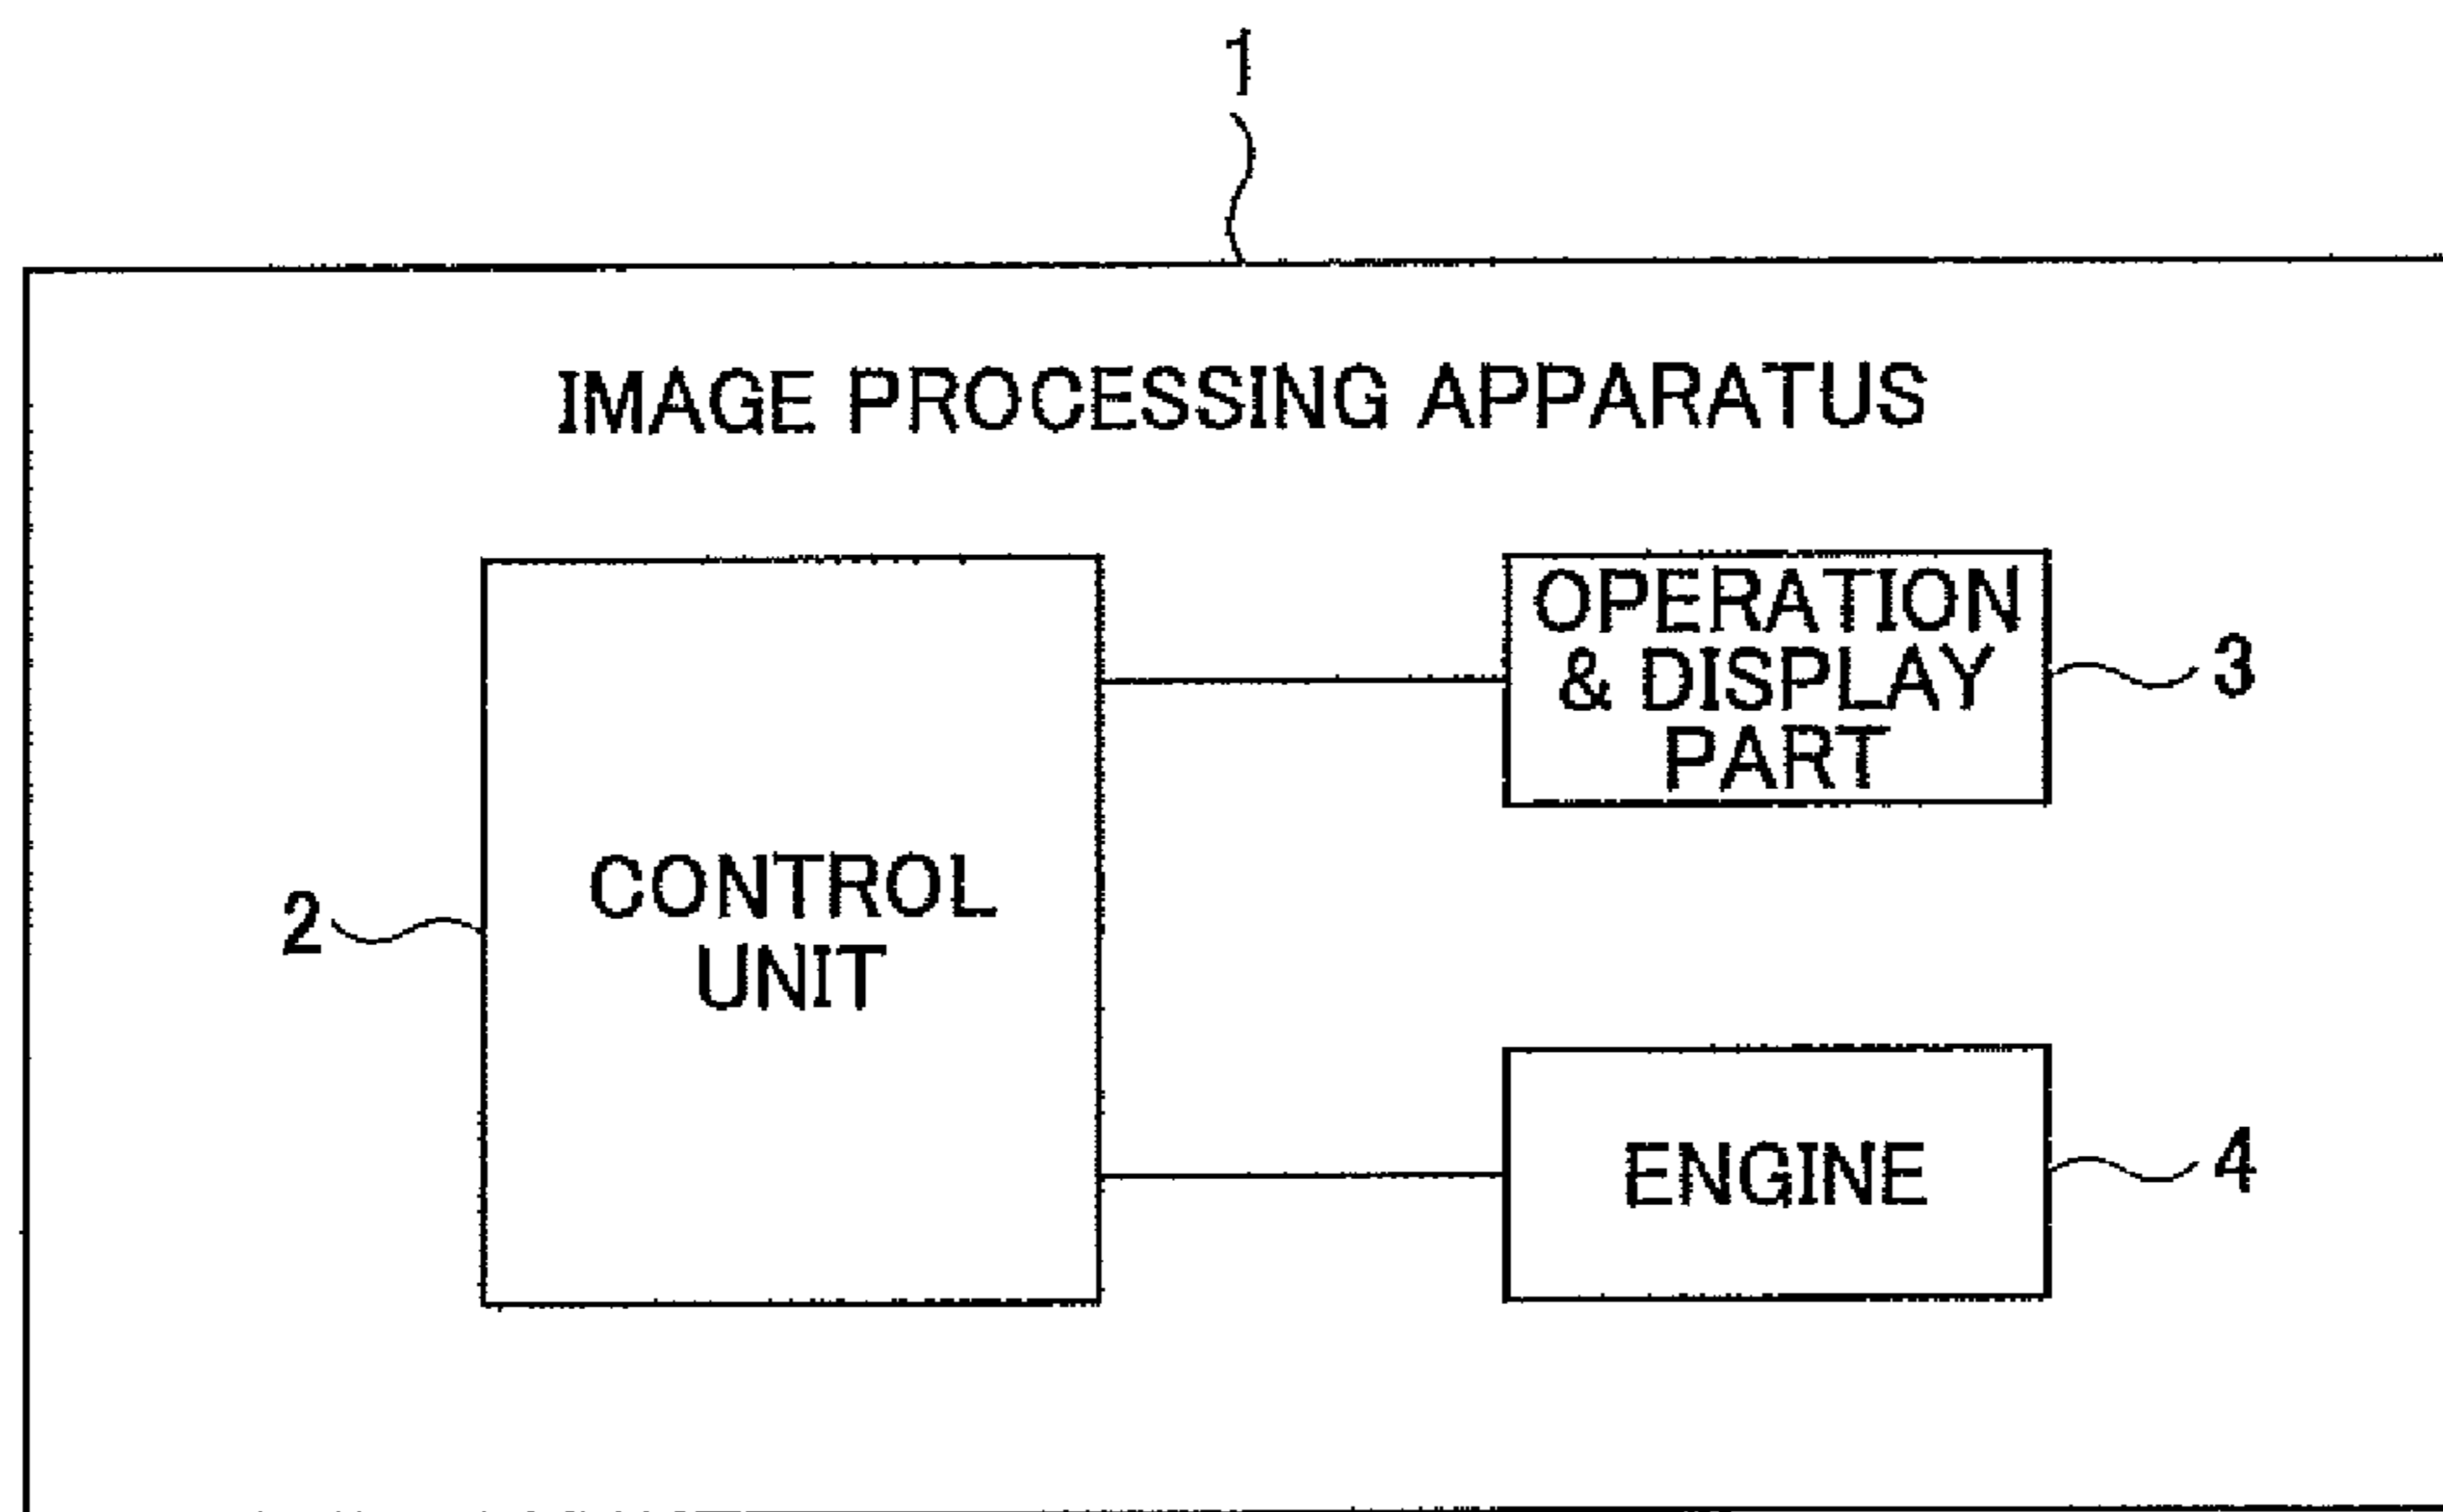 1
IMAGE PROCESSING APPARATUS
OPERATION
& DISPLAY
PART
3
CONTROL
UNIT
2
ENGINE
4